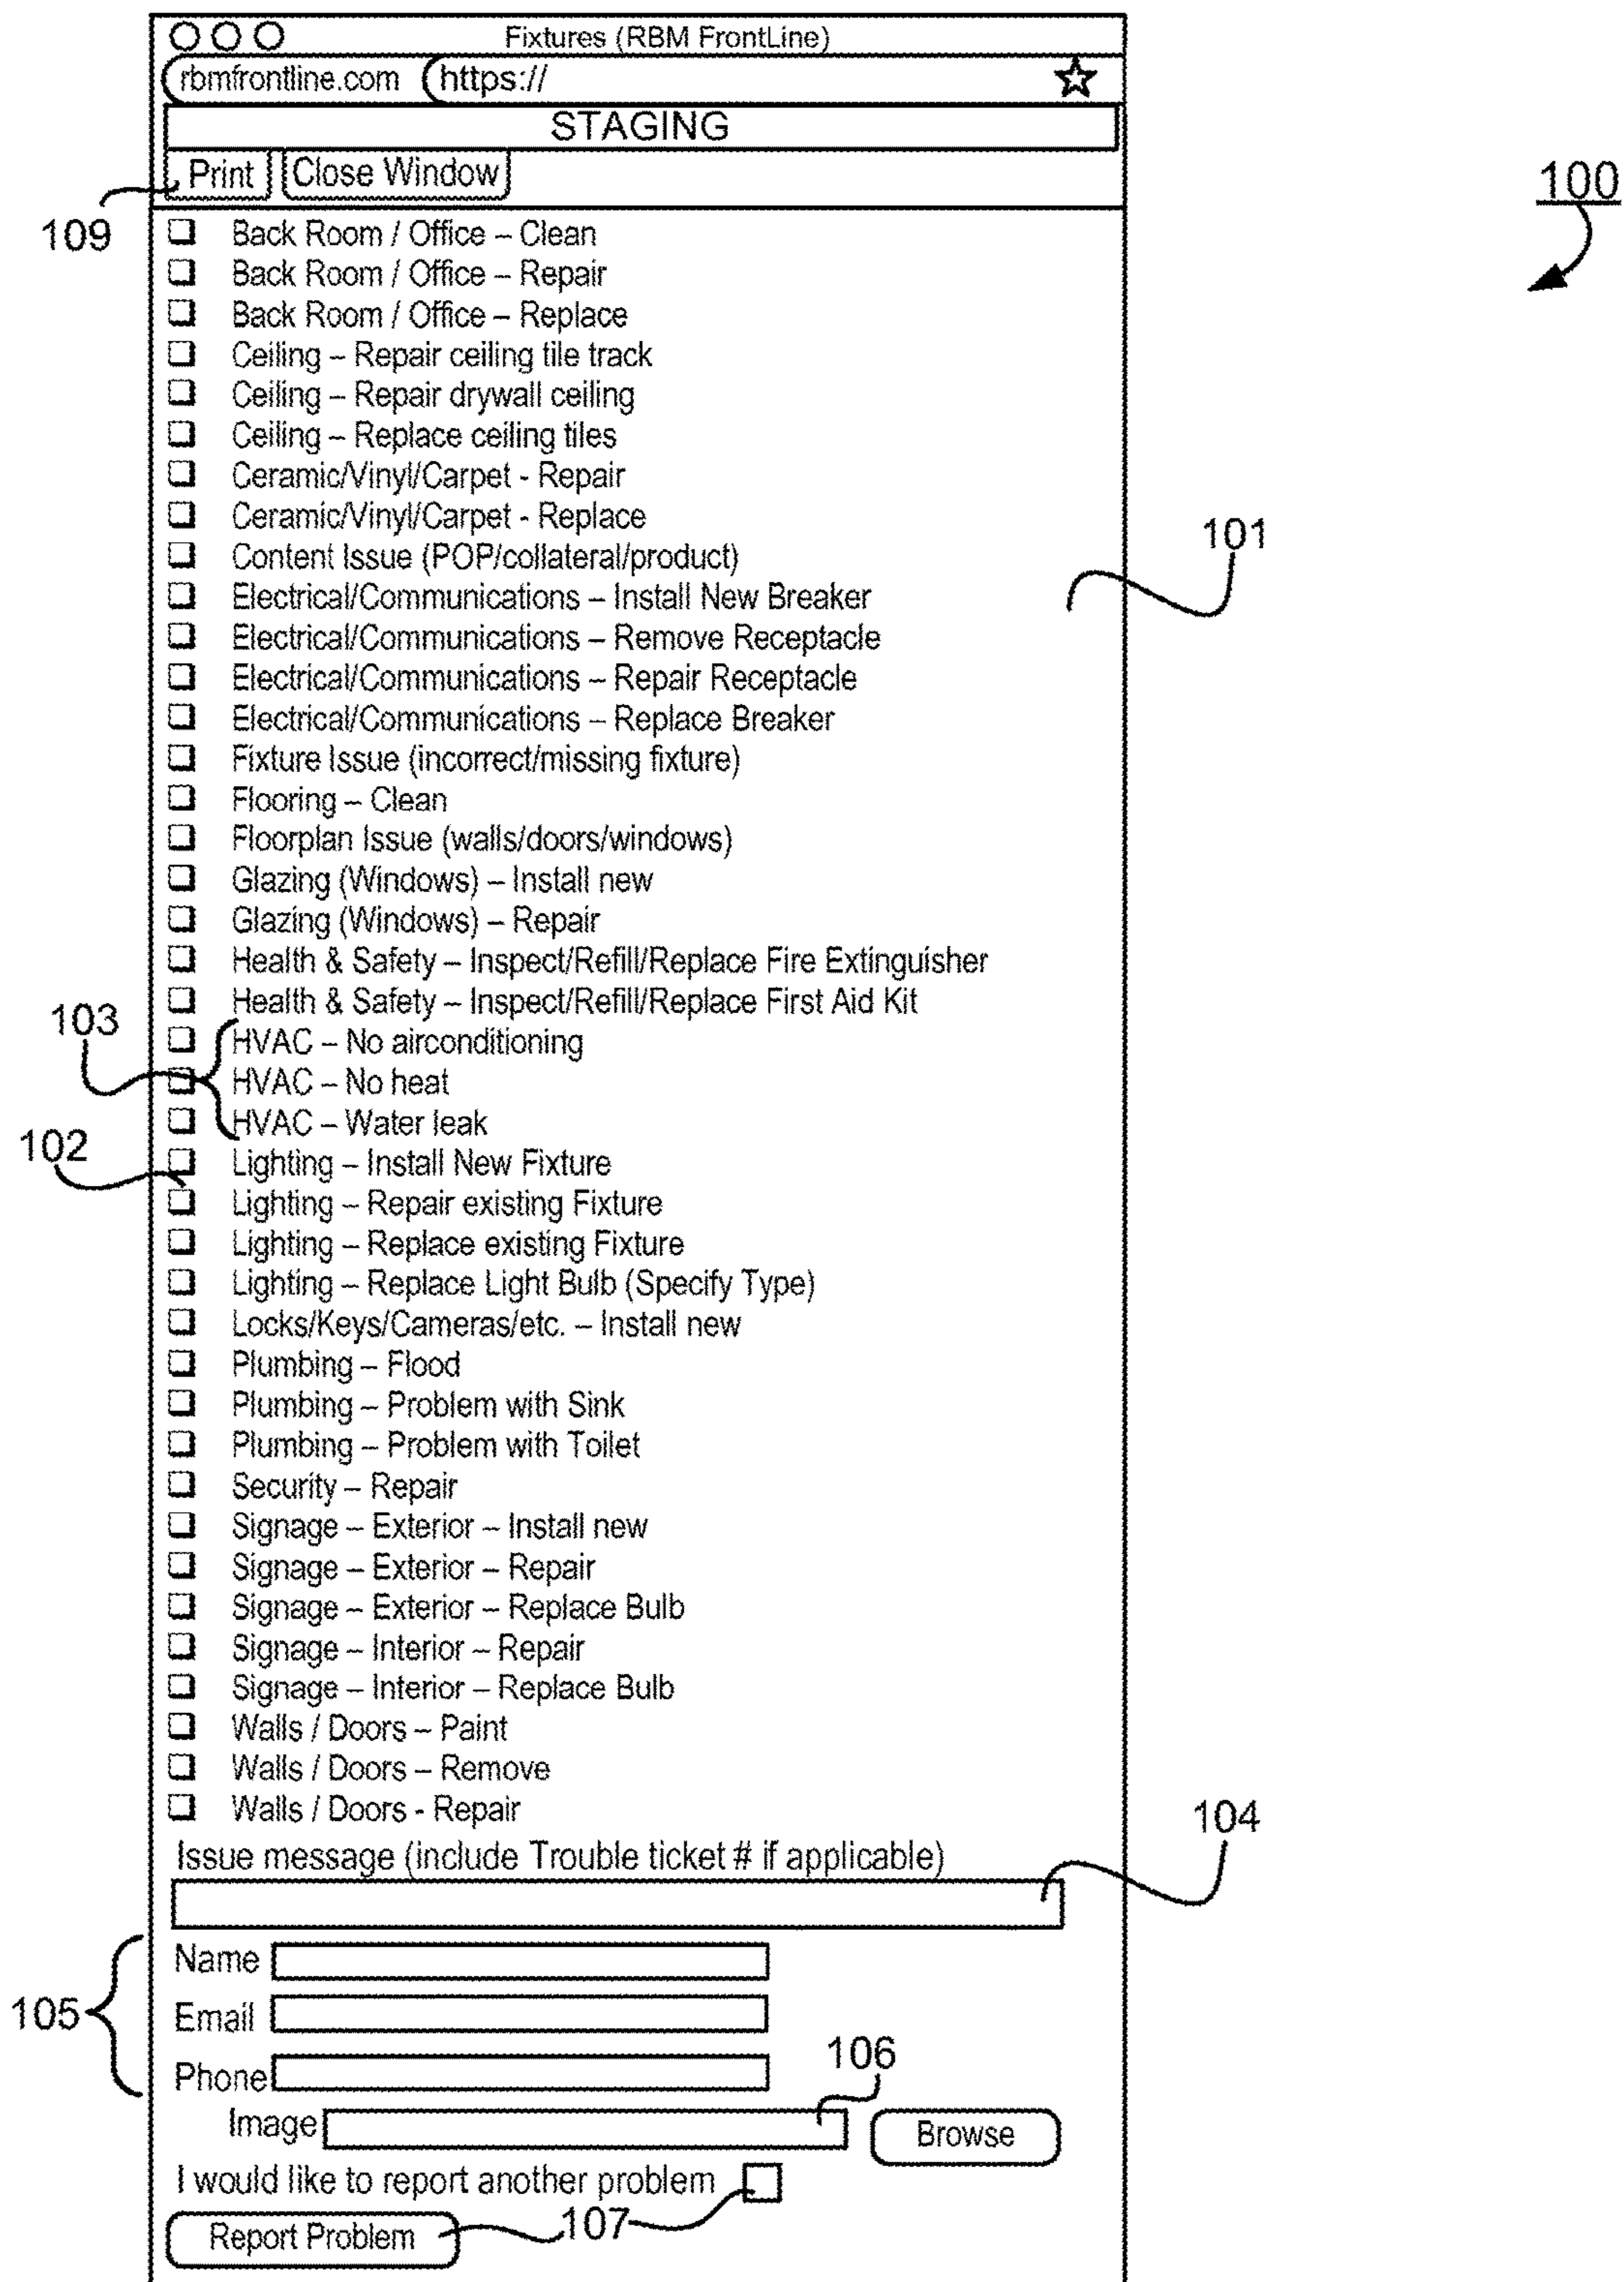 Fixtures (RBM FrontLine)
rbmfrontline.com https://
STAGING
Print Close Window
100
109
Back Room / Office – Clean
Back Room / Office – Repair
Back Room / Office – Replace
Ceiling – Repair ceiling tile track
Ceiling – Repair drywall ceiling
Ceiling – Replace ceiling tiles
Ceramic/Vinyl/Carpet - Repair
Ceramic/Vinyl/Carpet - Replace
101
Content Issue (POP/collateral/product)
Electrical/Communications – Install New Breaker
Electrical/Communications – Remove Receptacle
Electrical/Communications – Repair Receptacle
Electrical/Communications – Replace Breaker
Fixture Issue (incorrect/missing fixture)
Flooring – Clean
Floorplan Issue (walls/doors/windows)
Glazing (Windows) – Install new
Glazing (Windows) – Repair
Health & Safety – Inspect/Refill/Replace Fire Extinguisher
Health & Safety – Inspect/Refill/Replace First Aid Kit
103
HVAC – No airconditioning
HVAC – No heat
HVAC – Water leak
102
Lighting – Install New Fixture
Lighting – Repair existing Fixture
Lighting – Replace existing Fixture
Lighting – Replace Light Bulb (Specify Type)
Locks/Keys/Cameras/etc. – Install new
Plumbing – Flood
Plumbing – Problem with Sink
Plumbing – Problem with Toilet
Security – Repair
Signage – Exterior – Install new
Signage – Exterior – Repair
Signage – Exterior – Replace Bulb
Signage – Interior – Repair
Signage – Interior – Replace Bulb
Walls / Doors – Paint
Walls / Doors – Remove
Walls / Doors - Repair
104
Issue message (include Trouble ticket # if applicable)
Name
105
Email
Phone
106
Image Browse
I would like to report another problem
107
Report Problem